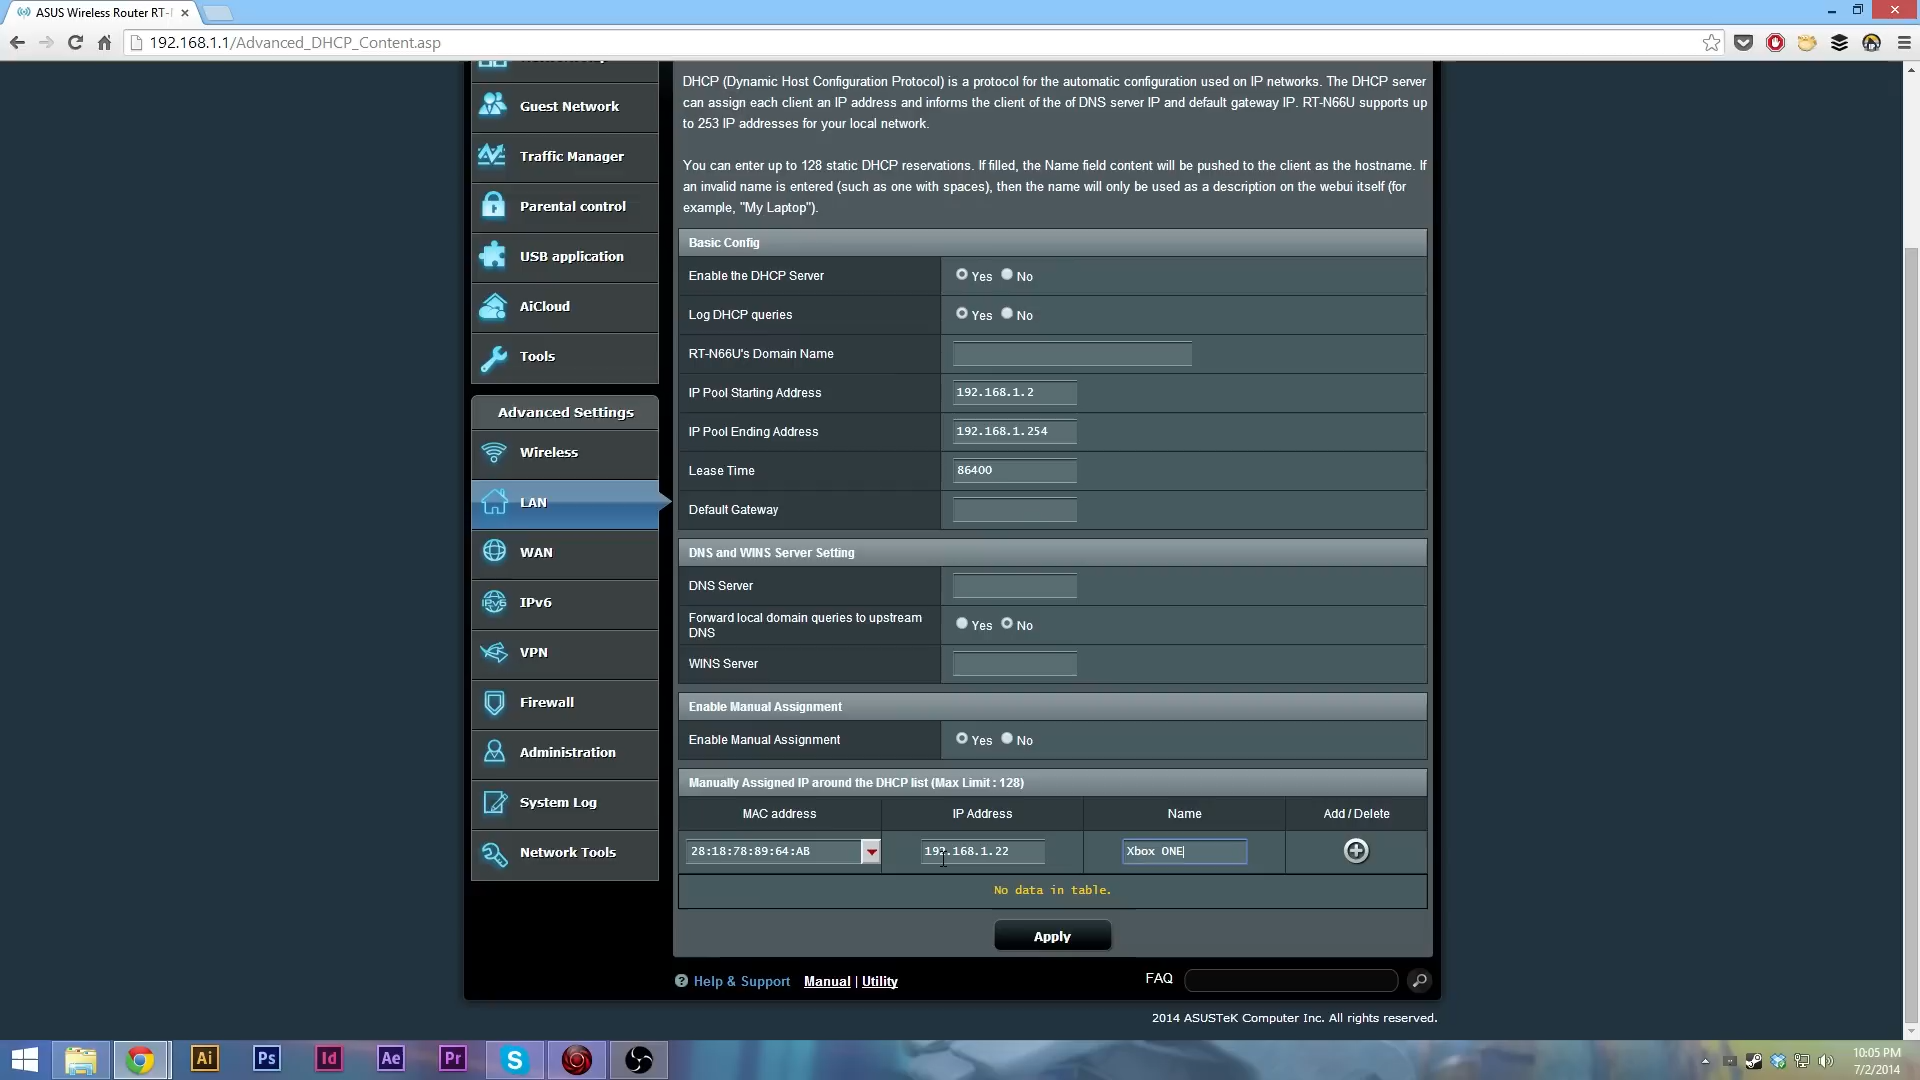 ASUS Wireless Router RT-
192.168.1.1/Advanced_DHCP_Content.asp
DHCP (Dynamic Host Configuration Protocol) is a protocol for the automatic configuration used on IP networks. The DHCP server
can assign each client an IP address and informs the client of the of DNS server IP and default gateway IP. RT-N66U supports up
to 253 IP addresses for your local network.
You can enter up to 128 static DHCP reservations. If filled, the Name field content will be pushed to the client as the hostname. If
an invalid name is entered (such as one with spaces), then the name will only be used as a description on the webui itself (for
example, "My Laptop").
Guest Network
Traffic Manager
Parental control
USB application
AiCloud
Tools
Advanced Settings
Wireless
LAN
WAN
IPv6
IPv6
VPN
Firewall
Administration
System Log
Network Tools
Basic Config
Enable the DHCP Server Yes No
Log DHCP queries Yes No
RT-N66U's Domain Name
IP Pool Starting Address 192.168.1.2
IP Pool Ending Address 192.168.1.254
Lease Time 86400
Default Gateway
DNS and WINS Server Setting
DNS Server
Forward local domain queries to upstream
DNS
Yes No
WINS Server
Enable Manual Assignment
Enable Manual Assignment Yes No
Manually Assigned IP around the DHCP list (Max Limit : 128)
MAC address IP Address Name Add / Delete
28:18:78:89:64:AB 192.168.1.22 Xbox ONE
No data in table.
Apply
Help & Support Manual | Utility FAQ
2014 ASUSTeK Computer Inc. All rights reserved.
Ai Ps Id Ae Pr S
10:05 PM
7/2/2014